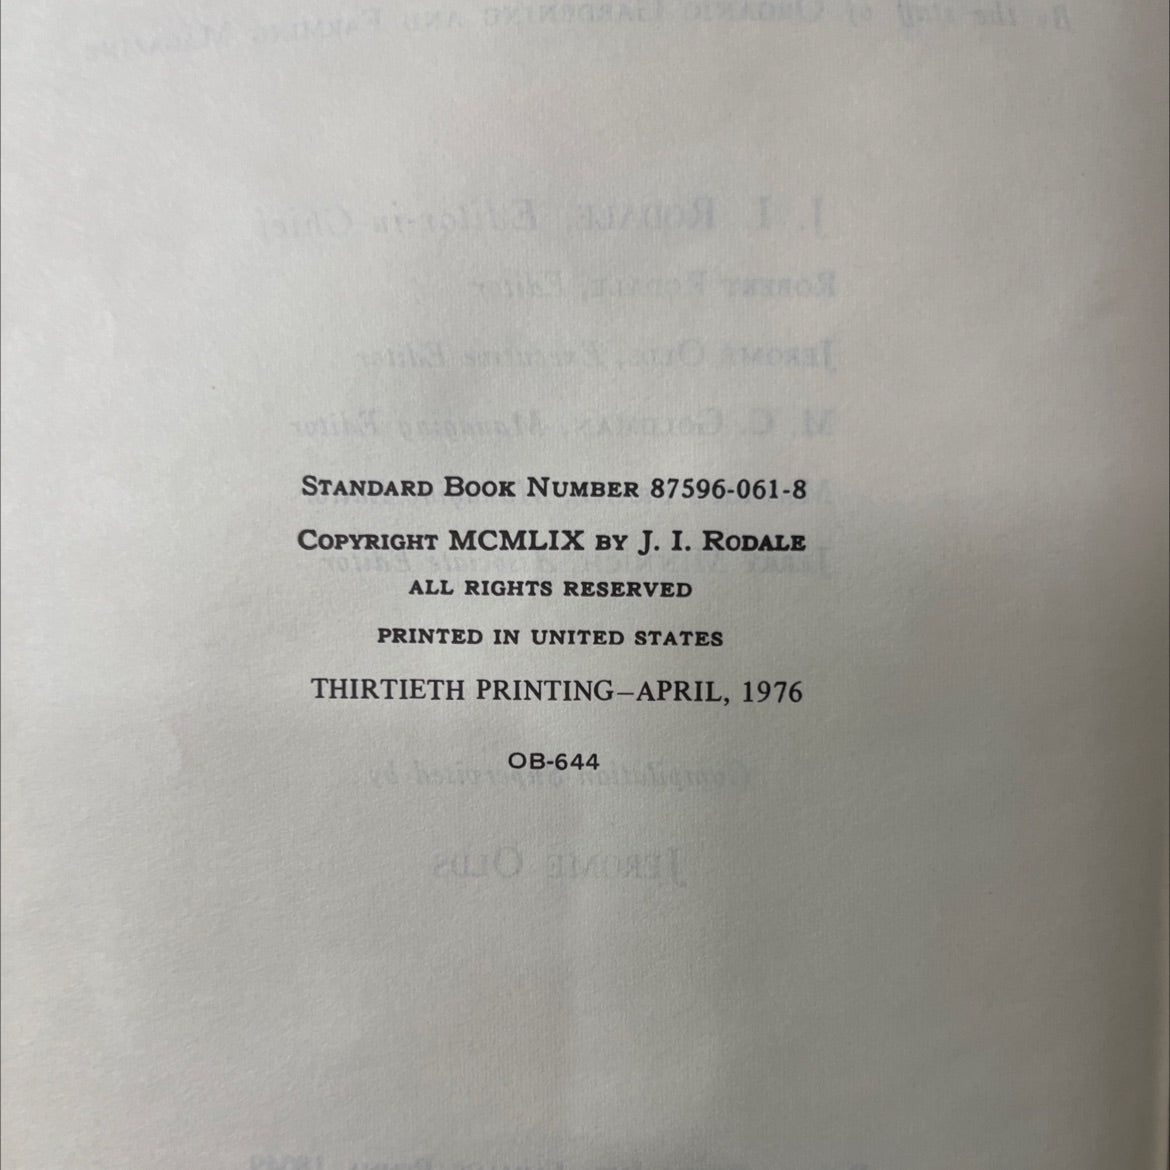 STANDARD BOOK NUMBER 87596-061-8
COPYRIGHT MCMLIX BY J. I. RODALE
ALL RIGHTS RESERVED
PRINTED IN UNITED STATES
THIRTIETH PRINTING—APRIL, 1976
OB-644